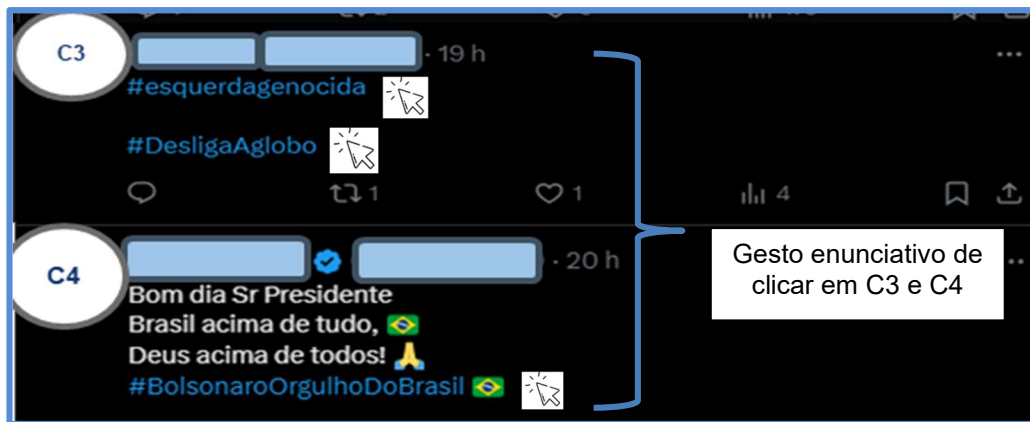 C3
· 19 h
#esquerdagenocida
#DesligaAglobo
1
1
4
C4
· 20 h
Bom dia Sr Presidente
Brasil acima de tudo, 🇧🇷
Deus acima de todos! 🙏
#BolsonaroOrgulhoDoBrasil 🇧🇷
Gesto enunciativo de
clicar em C3 e C4